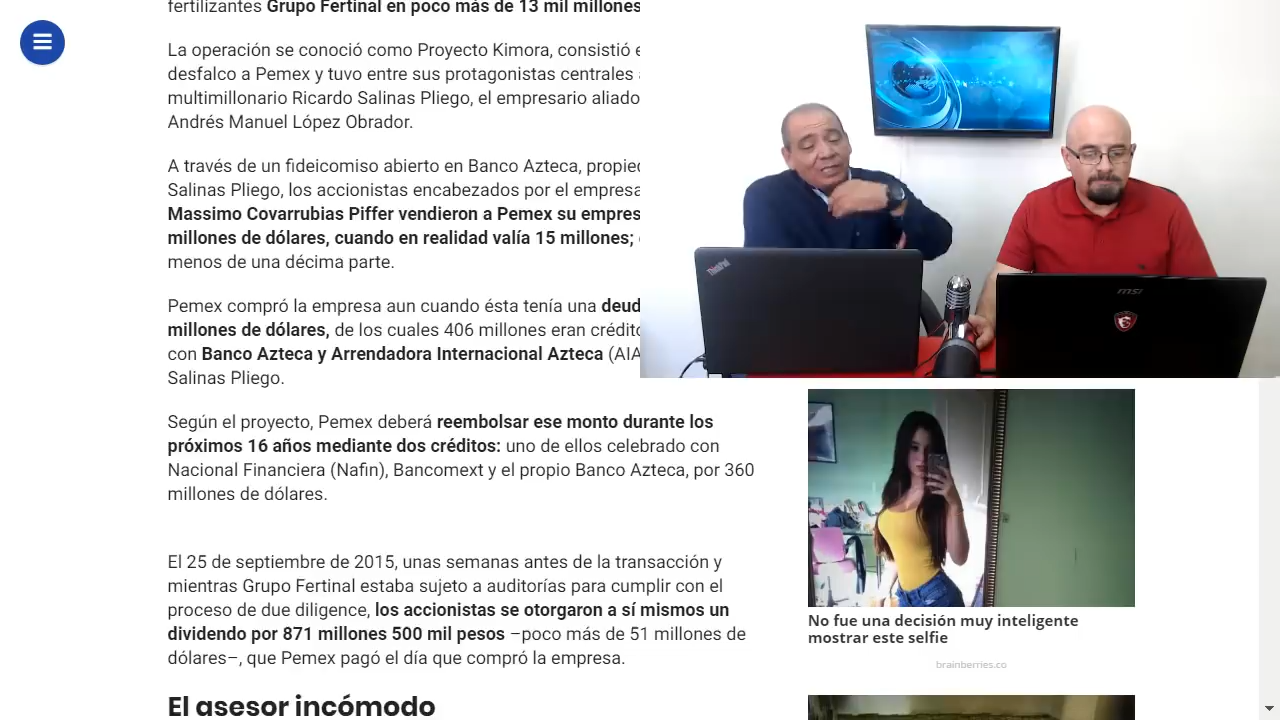 fertilizantes Grupo Fertinal en poco más de 13 mil millones
La operación se conoció como Proyecto Kimora, consistió e
desfalco a Pemex y tuvo entre sus protagonistas centrales
multimillonario Ricardo Salinas Pliego, el empresario aliado
Andrés Manuel López Obrador.
A través de un fideicomiso abierto en Banco Azteca, propied
Salinas Pliego, los accionistas encabezados por el empresa
Massimo Covarrubias Piffer vendieron a Pemex su empres
millones de dólares, cuando en realidad valía 15 millones;
menos de una décima parte.
Pemex compró la empresa aun cuando ésta tenía una deud
millones de dólares, de los cuales 406 millones eran crédito
con Banco Azteca y Arrendadora Internacional Azteca (AIA
Salinas Pliego.
Según el proyecto, Pemex deberá reembolsar ese monto durante los
próximos 16 años mediante dos créditos: uno de ellos celebrado con
Nacional Financiera (Nafin), Bancomext y el propio Banco Azteca, por 360
millones de dólares.
El 25 de septiembre de 2015, unas semanas antes de la transacción y
mientras Grupo Fertinal estaba sujeto a auditorías para cumplir con el
proceso de due diligence, los accionistas se otorgaron a sí mismos un
dividendo por 871 millones 500 mil pesos –poco más de 51 millones de
dólares–, que Pemex pagó el día que compró la empresa.
El asesor incómodo
ThinkPad
msi
No fue una decisión muy inteligente
mostrar este selfie
brainberries.co